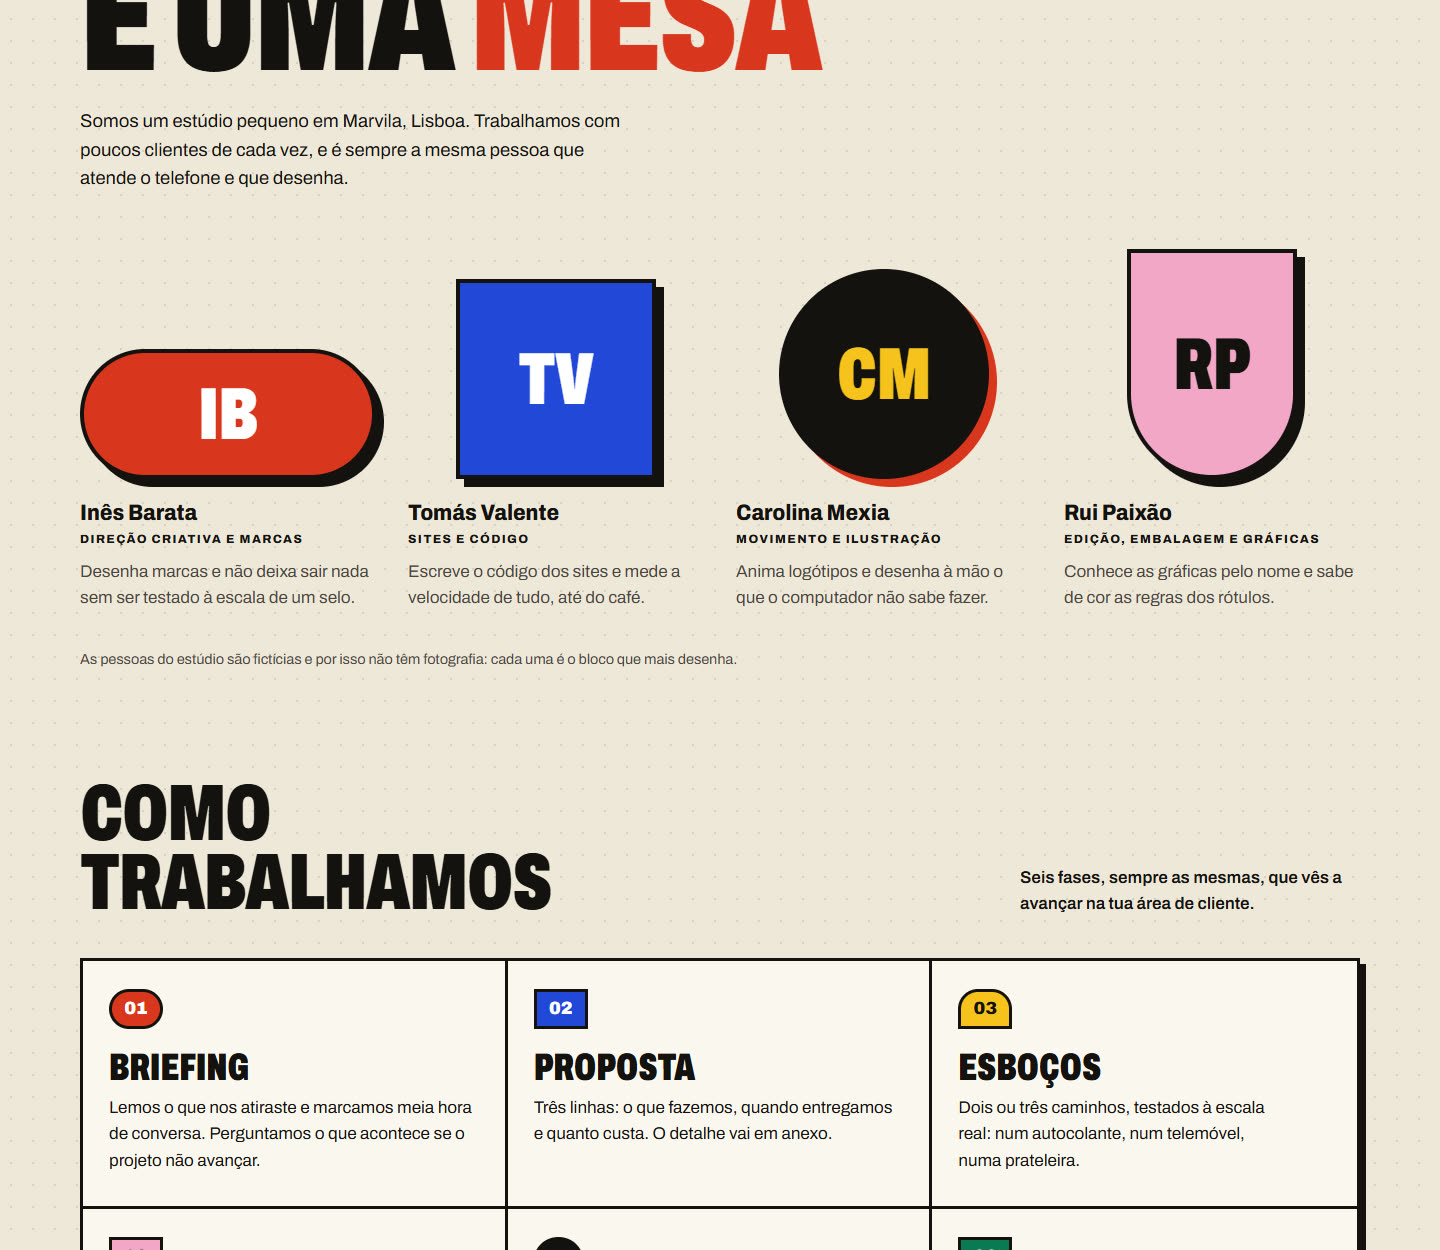 E UMA MESA
Somos um estúdio pequeno em Marvila, Lisboa. Trabalhamos com
poucos clientes de cada vez, e é sempre a mesma pessoa que
atende o telefone e que desenha.
IB
TV
CM
RP
Inês Barata
DIREÇÃO CRIATIVA E MARCAS
Desenha marcas e não deixa sair nada
sem ser testado à escala de um selo.
Tomás Valente
SITES E CÓDIGO
Escreve o código dos sites e mede a
velocidade de tudo, até do café.
Carolina Mexia
MOVIMENTO E ILUSTRAÇÃO
Anima logótipos e desenha à mão o
que o computador não sabe fazer.
Rui Paixão
EDIÇÃO, EMBALAGEM E GRÁFICAS
Conhece as gráficas pelo nome e sabe
de cor as regras dos rótulos.
As pessoas do estúdio são fictícias e por isso não têm fotografia: cada uma é o bloco que mais desenha.
COMO
TRABALHAMOS
Seis fases, sempre as mesmas, que vês a
avançar na tua área de cliente.
01
BRIEFING
Lemos o que nos atiraste e marcamos meia hora
de conversa. Perguntamos o que acontece se o
projeto não avançar.
02
PROPOSTA
Três linhas: o que fazemos, quando entregamos
e quanto custa. O detalhe vai em anexo.
03
ESBOÇOS
Dois ou três caminhos, testados à escala
real: num autocolante, num telemóvel,
numa prateleira.